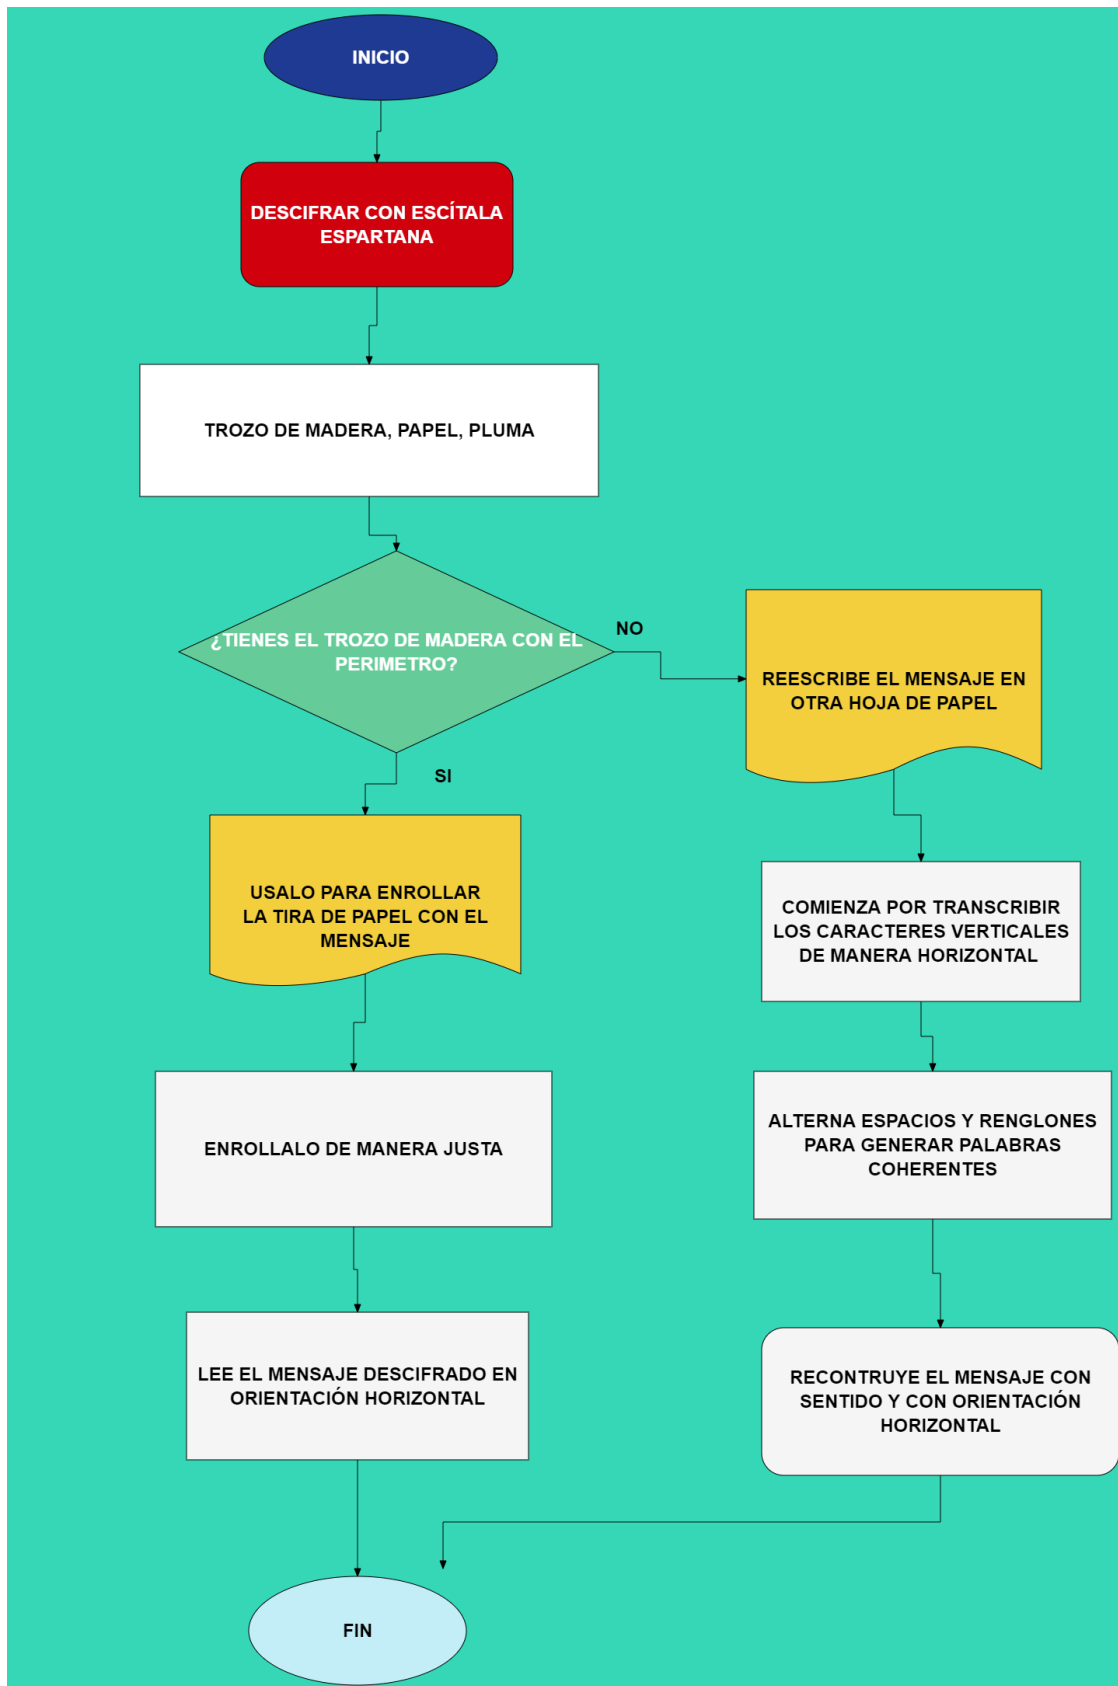 INICIO
DESCIFRAR CON ESCÍTALA
ESPARTANA
TROZO DE MADERA, PAPEL, PLUMA
¿TIENES EL TROZO DE MADERA CON EL
PERIMETRO?
NO
REESCRIBE EL MENSAJE EN
OTRA HOJA DE PAPEL
SI
USALO PARA ENROLLAR
LA TIRA DE PAPEL CON EL
MENSAJE
COMIENZA POR TRANSCRIBIR
LOS CARACTERES VERTICALES
DE MANERA HORIZONTAL
ENROLLALO DE MANERA JUSTA
ALTERNA ESPACIOS Y RENGLONES
PARA GENERAR PALABRAS
COHERENTES
LEE EL MENSAJE DESCIFRADO EN
ORIENTACIÓN HORIZONTAL
RECONTRUYE EL MENSAJE CON
SENTIDO Y CON ORIENTACIÓN
HORIZONTAL
FIN